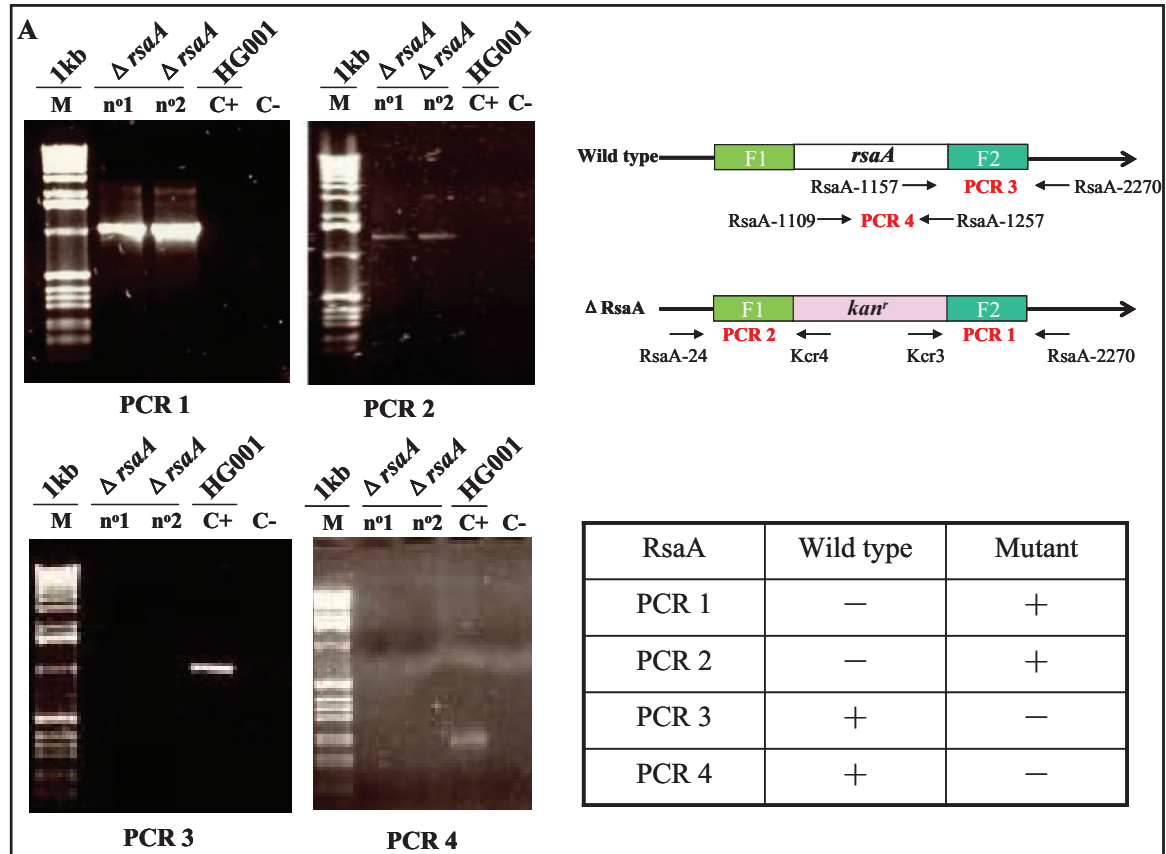 A
1kb Δ rsaA Δ rsaA HG001
M nº1 nº2 C+ C-
PCR 1
1kb Δ rsaA Δ rsaA HG001
M nº1 nº2 C+ C-
PCR 2
Wild type F1 rsaA F2
RsaA-1157 PCR 3 RsaA-2270
RsaA-1109 PCR 4 RsaA-1257
Δ RsaA F1 kanʳ F2
PCR 2 PCR 1
RsaA-24 Kcr4 Kcr3 RsaA-2270
1kb Δ rsaA Δ rsaA HG001
M nº1 nº2 C+ C-
PCR 3
1kb Δ rsaA Δ rsaA HG001
M nº1 nº2 C+ C-
PCR 4
RsaA Wild type Mutant
PCR 1 − +
PCR 2 − +
PCR 3 + −
PCR 4 + −